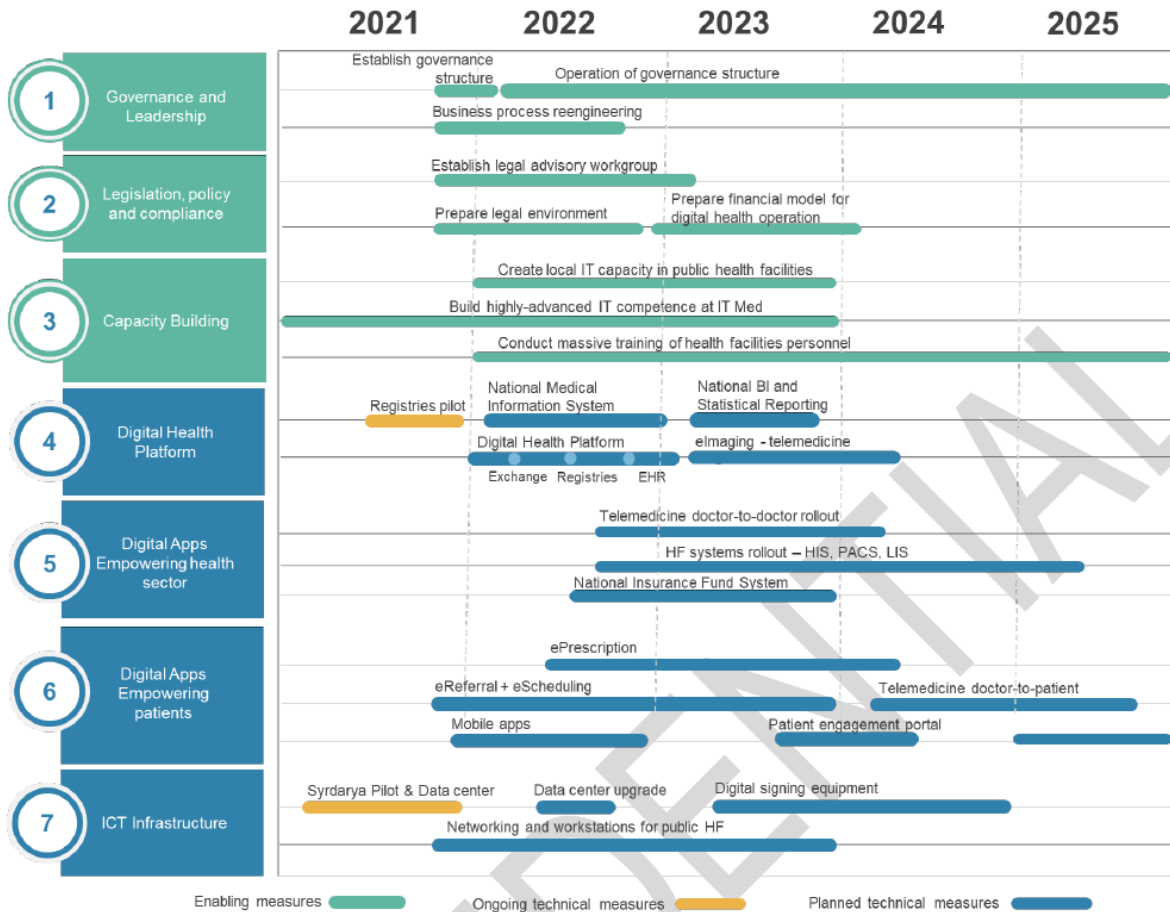 2021 2022 2023 2024 2025
1
Governance and
Leadership
Establish governance
structure
Operation of governance structure
Business process reengineering
2
Legislation, policy
and compliance
Establish legal advisory workgroup
Prepare legal environment
Prepare financial model for
digital health operation
3
Capacity Building
Create local IT capacity in public health facilities
Build highly-advanced IT competence at IT Med
Conduct massive training of health facilities personnel
4
Digital Health
Platform
Registries pilot
National Medical
Information System
National BI and
Statistical Reporting
Digital Health Platform
Exchange Registries EHR
eImaging - telemedicine
5
Digital Apps
Empowering health
sector
Telemedicine doctor-to-doctor rollout
HF systems rollout – HIS, PACS, LIS
National Insurance Fund System
6
Digital Apps
Empowering
patients
ePrescription
eReferral + eScheduling
Telemedicine doctor-to-patient
Mobile apps
Patient engagement portal
7
ICT Infrastructure
Syrdarya Pilot & Data center
Data center upgrade
Digital signing equipment
Networking and workstations for public HF
Enabling measures
Ongoing technical measures
Planned technical measures
DENTIAL